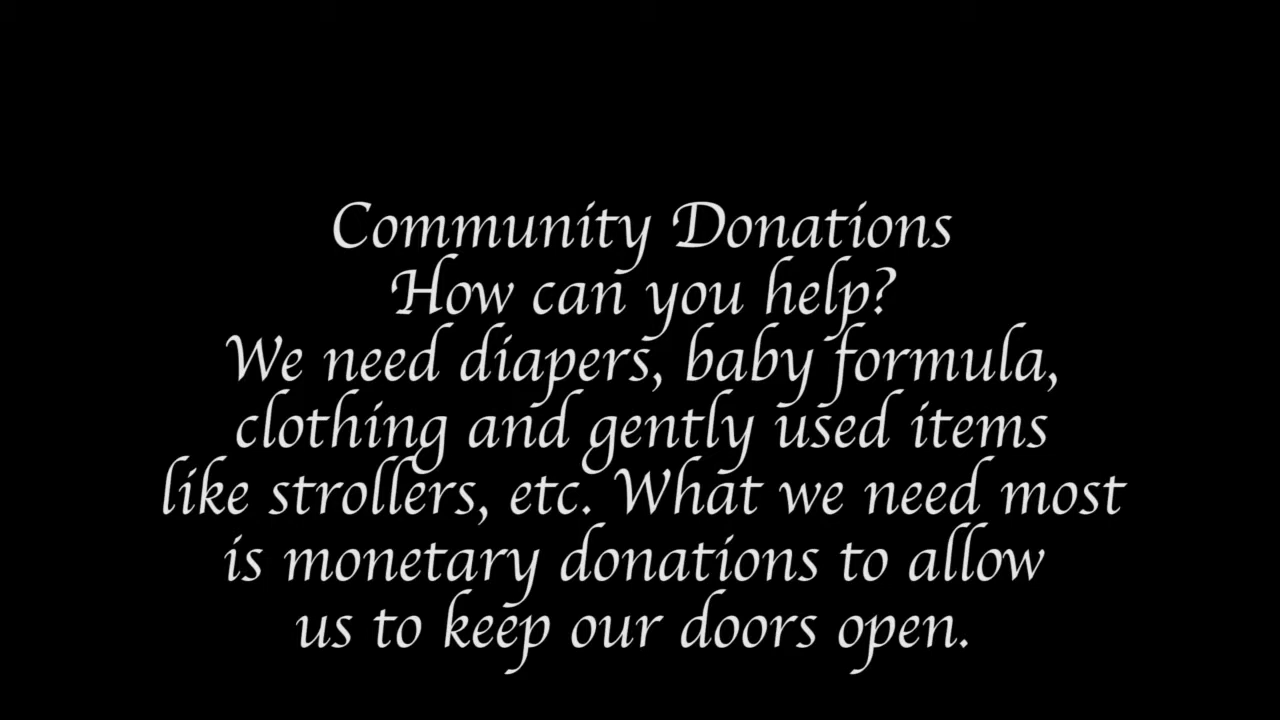 Community Donations
How can you help?
We need diapers, baby formula,
clothing and gently used items
like strollers, etc. What we need most
is monetary donations to allow
us to keep our doors open.